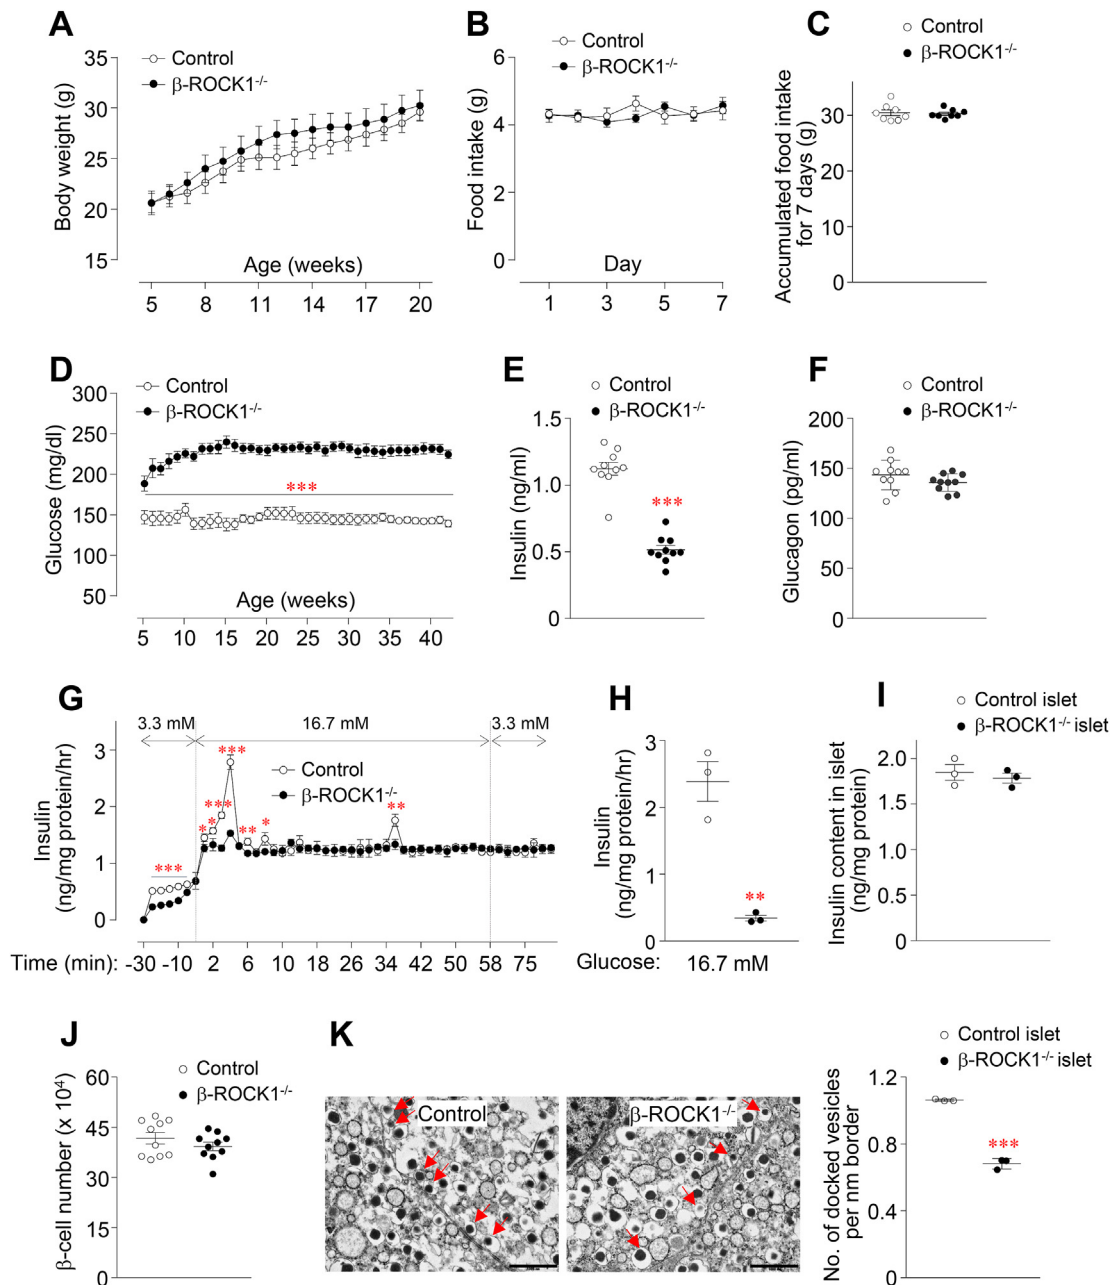 A
Control
β-ROCK1-/-
Body weight (g)
35
30
25
20
15
Age (weeks)
5 8 11 14 17 20
B
Control
β-ROCK1-/-
Food intake (g)
6
4
2
0
Day
1 3 5 7
C
Control
β-ROCK1-/-
Accumulated food intake
for 7 days (g)
30
20
10
0
D
Control
β-ROCK1-/-
Glucose (mg/dl)
300
250
200
150
100
50
***
Age (weeks)
5 10 15 20 25 30 35 40
E
Control
β-ROCK1-/-
Insulin (ng/ml)
1.5
1.0
0.5
0
***
F
Control
β-ROCK1-/-
Glucagon (pg/ml)
200
150
100
50
0
G
3.3 mM 16.7 mM 3.3 mM
Control
β-ROCK1-/-
Insulin
(ng/mg protein/hr)
3
2
1
0
***
*
*
***
***
**
*
**
Time (min): -30 -10 2 6 10 18 26 34 42 50 58 75
H
Insulin
(ng/mg protein/hr)
3
2
1
0
**
Glucose: 16.7 mM
I
Control islet
β-ROCK1-/- islet
Insulin content in islet
(ng/mg protein)
2.0
1.5
1.0
0.5
0
J
Control
β-ROCK1-/-
β-cell number (x 10⁴)
60
45
30
15
0
K
Control
β-ROCK1-/-
Control islet
β-ROCK1-/- islet
No. of docked vesicles
per nm border
1.2
0.8
0.4
0
***